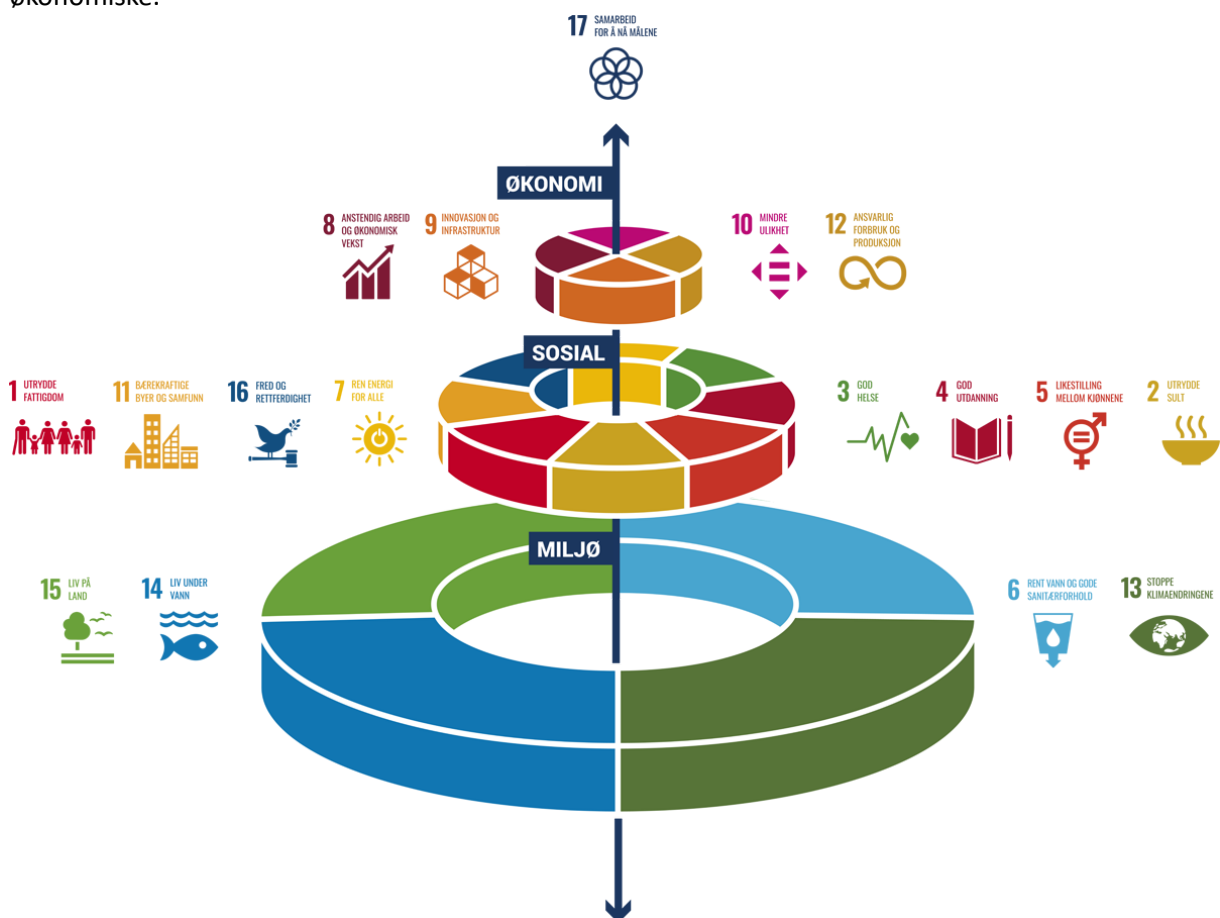 økonomiske.
17 SAMARBEID
FOR Å NÅ MÅLENE
ØKONOMI
8 ANSTENDIG ARBEID
OG ØKONOMISK
VEKST
9 INNOVASJON OG
INFRASTRUKTUR
10 MINDRE
ULIKHET
12 ANSVARLIG
FORBRUK OG
PRODUKSJON
SOSIAL
1 UTRYDDE
FATTIGDOM
11 BÆREKRAFTIGE
BYER OG SAMFUNN
16 FRED OG
RETTFERDIGHET
7 REN ENERGI
FOR ALLE
3 GOD
HELSE
4 GOD
UTDANNING
5 LIKESTILLING
MELLOM KJØNNENE
2 UTRYDDE
SULT
MILJØ
15 LIV PÅ
LAND
14 LIV UNDER
VANN
6 RENT VANN OG GODE
SANITÆRFORHOLD
13 STOPPE
KLIMAENDRINGENE